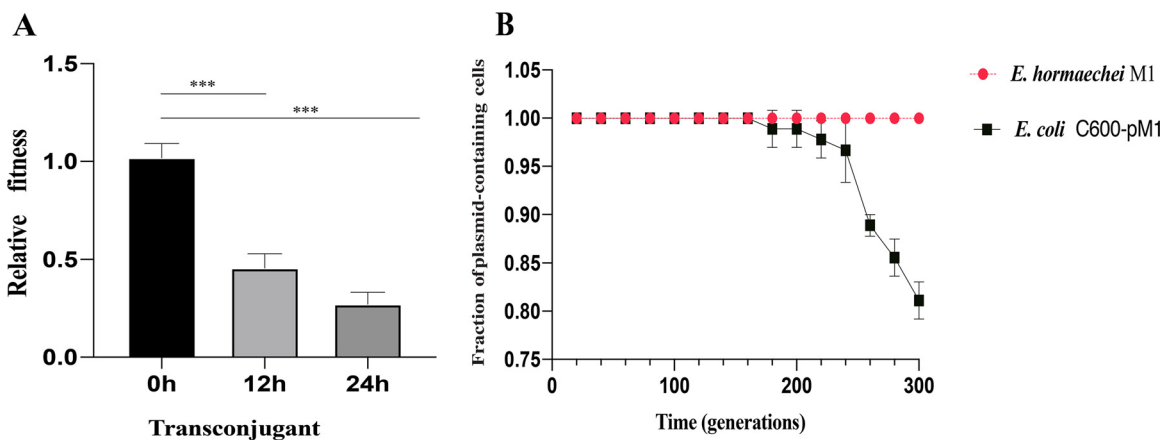 A
Relative fitness
1.5
1.0
0.5
0.0
***
***
0h 12h 24h
Transconjugant
B
Fraction of plasmid-containing cells
1.05
1.00
0.95
0.90
0.85
0.80
0.75
0 100 200 300
Time (generations)
E. hormaechei M1
E. coli C600-pM1